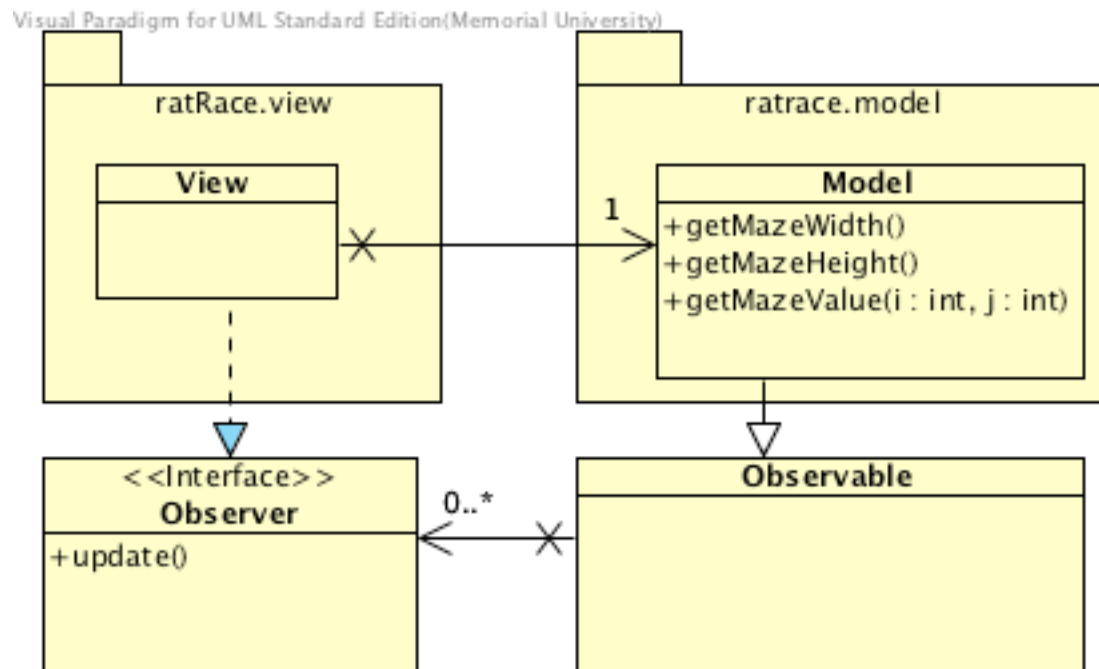 Visual Paradigm for UML Standard Edition(Memorial University)
ratRace.view
ratrace.model
View
Model
1
+getMazeWidth()
+getMazeHeight()
+getMazeValue(i : int, j : int)
<<Interface>>
Observer
0..*
Observable
+update()